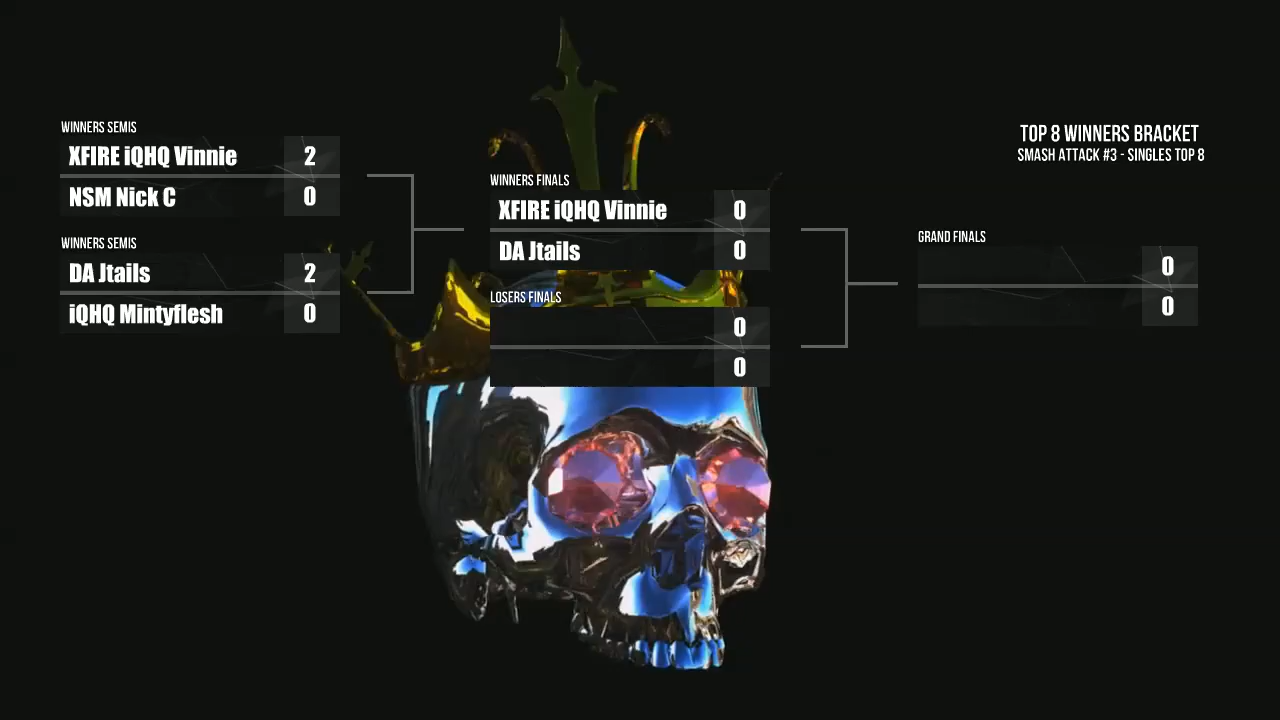 WINNERS SEMIS
XFIRE iQHQ Vinnie 2
NSM Nick C 0
WINNERS SEMIS
DA Jtails 2
iQHQ Mintyflesh 0
WINNERS FINALS
XFIRE iQHQ Vinnie 0
DA Jtails 0
LOSERS FINALS
0
0
TOP 8 WINNERS BRACKET
SMASH ATTACK #3 - SINGLES TOP 8
GRAND FINALS
0
0